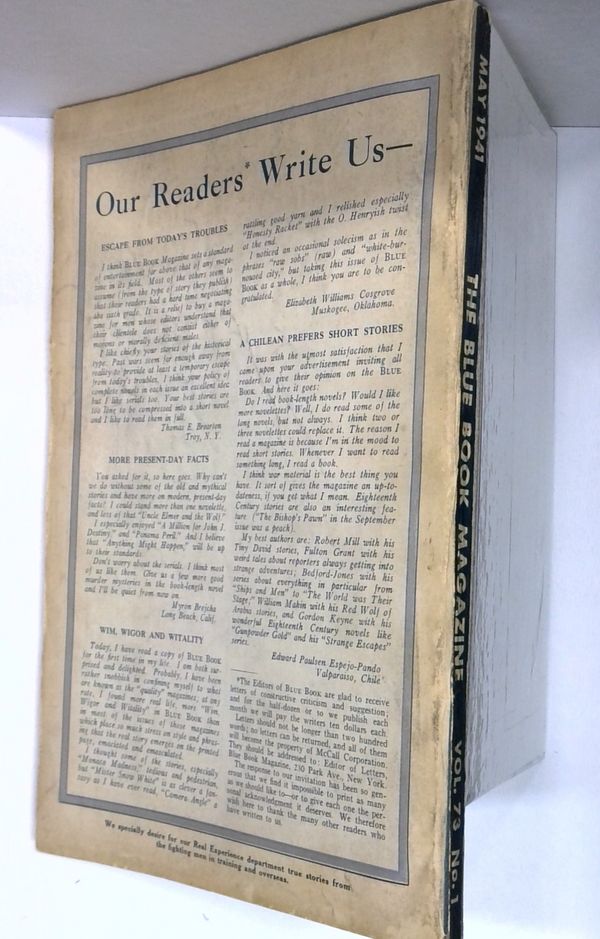 Our Readers* Write Us—
ESCAPE FROM TODAY'S TROUBLES
I think BLUE BOOK Magazine sets a standard
of entertainment far above that of any maga-
zine in its field. Most of the others seem to
assume (from the type of story they publish)
that their readers had a hard time negotiating
the sixth grade. It is a relief to buy a maga-
zine for men whose editors understand that
their clientele does not consist either of
morons or morally deficient males.
I like chiefly your stories of the historical
type. Past wars seem far enough away from
reality to provide at least a temporary escape
from today's troubles. I think your policy of
complete novels in each issue an excellent idea
but I like serials too. Your best stories are
too long to be compressed into a short novel
and I like to read them in full.
Thomas E. Brearton
Troy, N. Y.
MORE PRESENT-DAY FACTS
You asked for it, so here goes. Why can't
we do without some of the old and mythical
stories and have more on modern, present-day
facts? I could stand more than one novelette,
and less of that "Uncle Elmer and the Wolf."
I especially enjoyed "A Million for John J.
Destiny," and "Panama Peril." And I believe
that "Anything Might Happen," will be up
to their standards.
Don't worry about the serials. I think most
of us like them. Give us a few more good
murder mysteries in the book-length novel
and I'll be quiet from now on.
Myron Brejcha
Long Beach, Calif.
WIM, WIGOR AND WITALITY
Today, I have read a copy of BLUE BOOK
for the first time in my life. I am both sur-
prised and delighted. Probably, I have been
rather snobbish in confining myself to what
are known as the "quality" magazines, at any
rate, I found more real life, more "Wim,
Wigor and Witality" in BLUE BOOK than
in most of the issues of those magazines
which place so much stress on style and phras-
ing that the real story emerges on the printed
page, emaciated and emasculated.
I thought some of the stories, especially
"Monaco Madness," tedious and pedestrian,
but "Mister Snow White" is as clever a fan-
tasy as I have ever read, "Camera Angle" a
rattling good yarn and I relished especially
"Honesty Racket" with the O. Henryish twist
at the end.
I noticed an occasional solecism as in the
phrases "raw sobs" (raw) and "white-bur-
noused city," but taking this issue of BLUE
BOOK as a whole, I think you are to be con-
gratulated.
Elizabeth Williams Cosgrove
Muskogee, Oklahoma.
A CHILEAN PREFERS SHORT STORIES
It was with the utmost satisfaction that I
came upon your advertisement inviting all
readers to give their opinion on the BLUE
BOOK. And here it goes:
Do I read book-length novels? Would I like
more novelettes? Well, I do read some of the
long novels, but not always. I think two or
three novelettes could replace it. The reason I
read a magazine is because I'm in the mood to
read short stories. Whenever I want to read
something long, I read a book.
I think war material is the best thing you
have. It sort of gives the magazine an up-to-
dateness, if you get what I mean. Eighteenth
Century stories are also an interesting fea-
ture. ("The Bishop's Pawn" in the September
issue was a peach).
My best authors are: Robert Mill with his
Tiny David stories, Fulton Grant with his
weird tales about reporters always getting into
strange adventures, Bedford-Jones with his
series about everything in particular from
"Ships and Men" to "The World was Their
Stage," William Makin with his Red Wolf of
Arabia stories, and Gordon Keyne with his
wonderful Eighteenth Century novels like
"Gunpowder Gold" and his "Strange Escapes"
series.
Edward Paulsen Espejo-Pando
Valparaiso, Chile
*The Editors of BLUE BOOK are glad to receive
letters of constructive criticism and suggestion;
and for the half-dozen or so we publish each
month we will pay the writers ten dollars each.
Letters should not be longer than two hundred
words; no letters can be returned, and all of them
will become the property of McCall Corporation.
They should be addressed to: Editor of Letters,
Blue Book Magazine, 230 Park Ave., New York.
The response to our invitation has been so gen-
erous that we find it impossible to print as many
as we should like to—or to give each one the per-
sonal acknowledgment it deserves. We therefore
wish here to thank the many other readers who
have written to us.
We specially desire for our Real Experience department true stories from
the fighting men in training and overseas.
MAY 1941
THE BLUE BOOK MAGAZINE
VOL. 73 No. 1